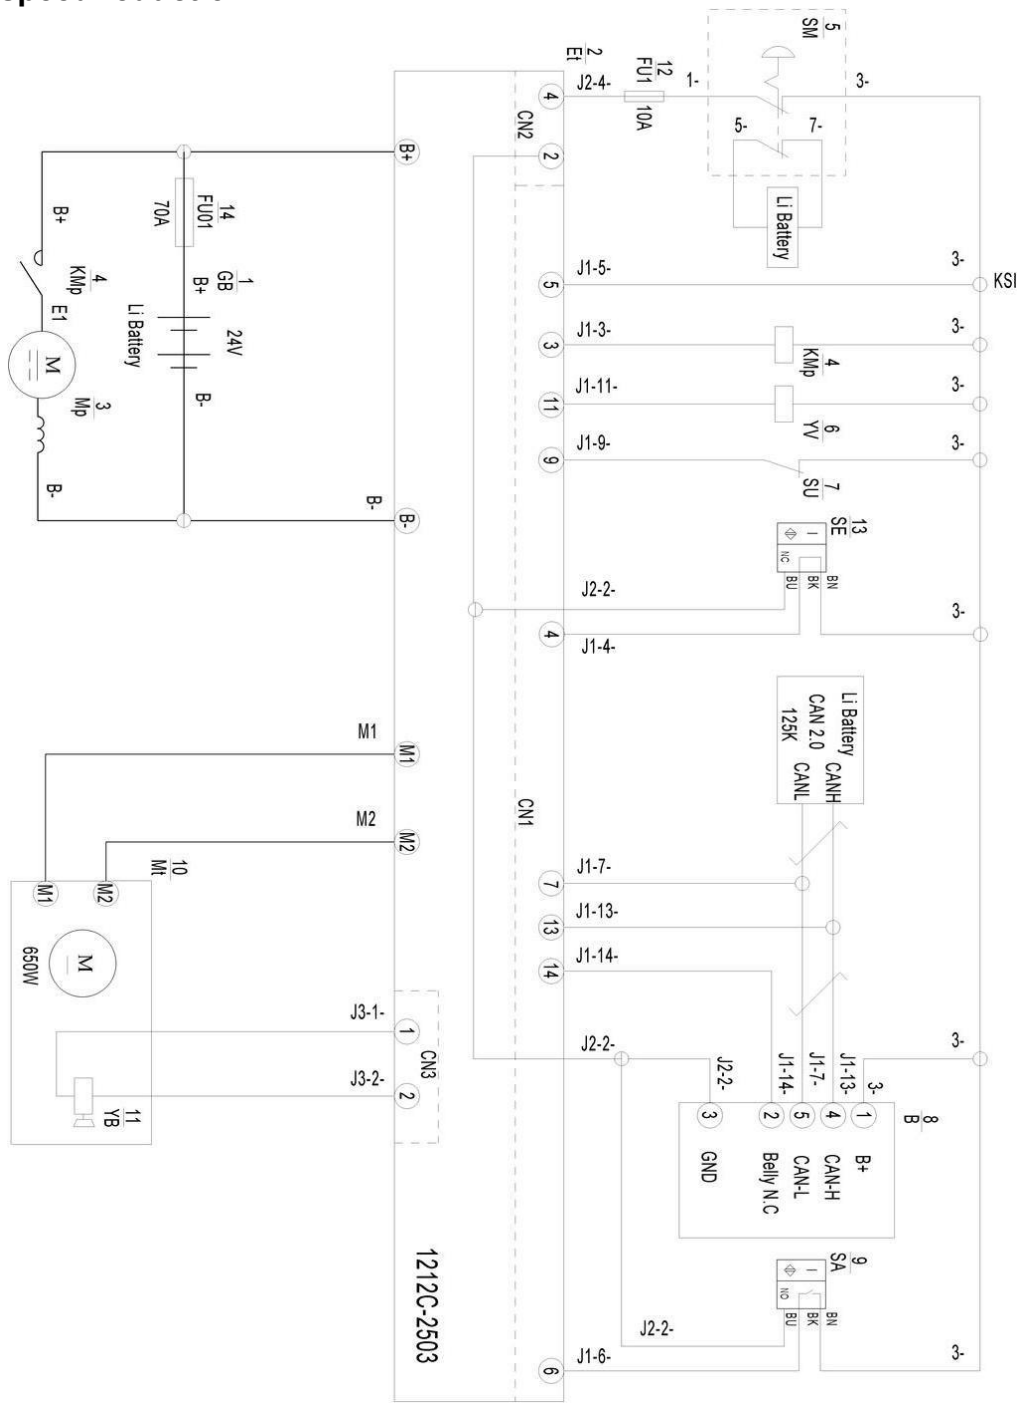 5
SM
2
Et
12
FU1
J2-4-
10A
1-
3-
5-
7-
Li Battery
4
CN2
2
B+
14
FU01
70A
B+
4
KMp
E1
1
GB
B+
Li Battery
24V
B-
M
3
Mp
B-
B-
B-
J1-5-
5
3-
KSI
J1-3-
3
4
KMp
3-
J1-11-
11
6
YV
3-
J1-9-
9
7
SU
3-
13
SE
I
NC
BU
BK
BN
J2-2-
4
J1-4-
3-
Li Battery
CAN 2.0
125K
CANH
CANL
M1
M1
CN1
M2
M2
J1-7-
7
J1-13-
13
J1-14-
14
10
Mt
M1
M2
M
650W
J3-1-
1
CN3
J3-2-
2
11
YB
J2-2-
3-
J2-2-
J1-14-
J1-7-
J1-13-
3-
3
2
5
4
1
8
B
GND
Belly N.C
CAN-L
CAN-H
B+
1212C-2503
9
SA
I
NO
BU
BK
BN
J2-2-
J1-6-
6
3-